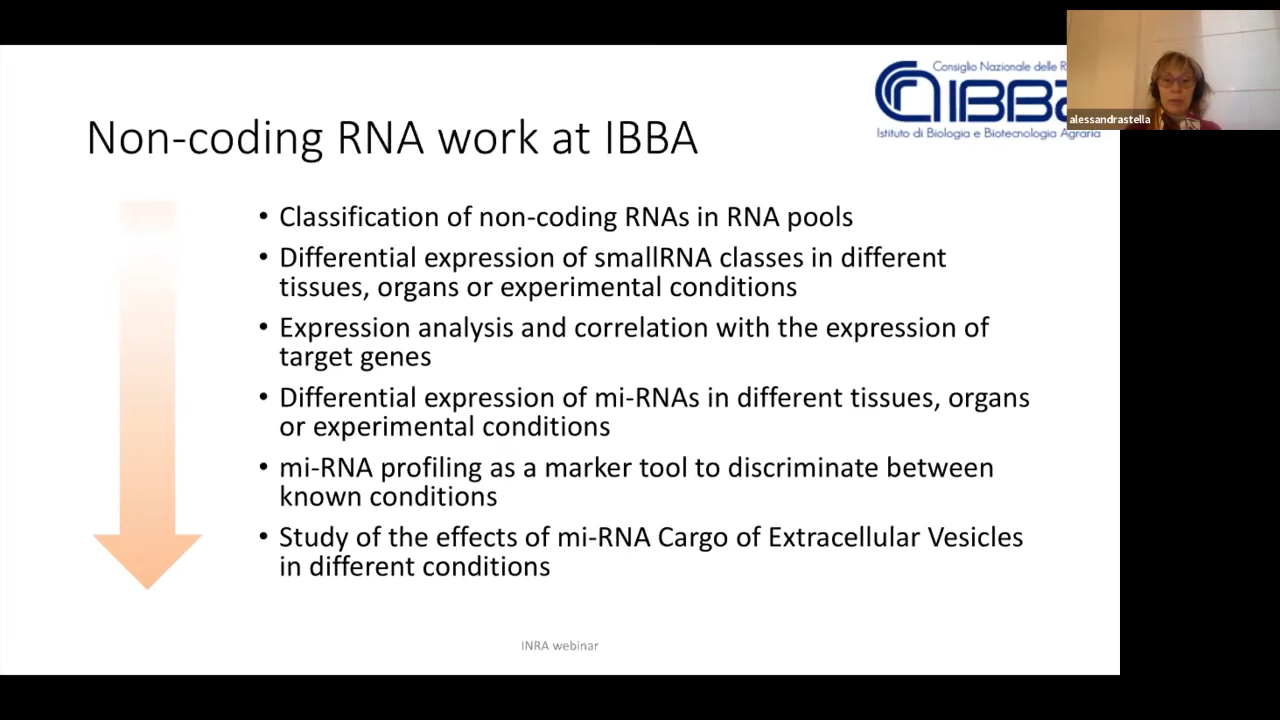 Consiglio Nazionale delle R
IBBA
Istituto di Biologia e Biotecnologia Agraria
alessandrastella
Non-coding RNA work at IBBA
• Classification of non-coding RNAs in RNA pools
• Differential expression of smallRNA classes in different
tissues, organs or experimental conditions
• Expression analysis and correlation with the expression of
target genes
• Differential expression of mi-RNAs in different tissues, organs
or experimental conditions
• mi-RNA profiling as a marker tool to discriminate between
known conditions
• Study of the effects of mi-RNA Cargo of Extracellular Vesicles
in different conditions
INRA webinar